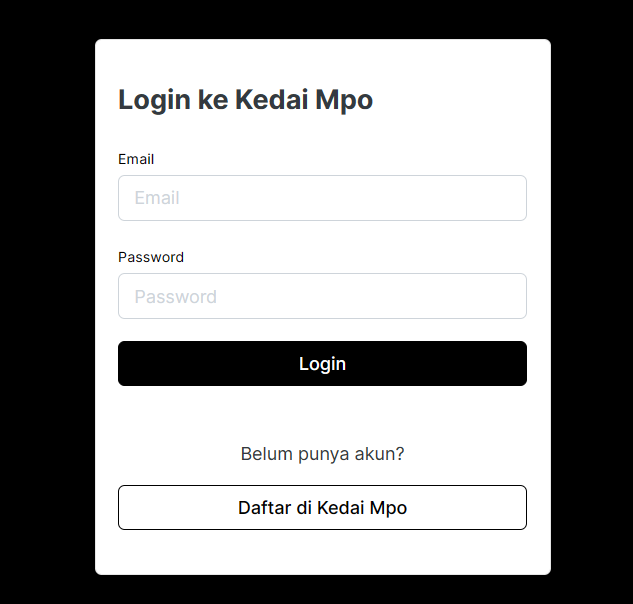 Login ke Kedai Mpo
Email
Email
Password
Password
Login
Belum punya akun?
Daftar di Kedai Mpo